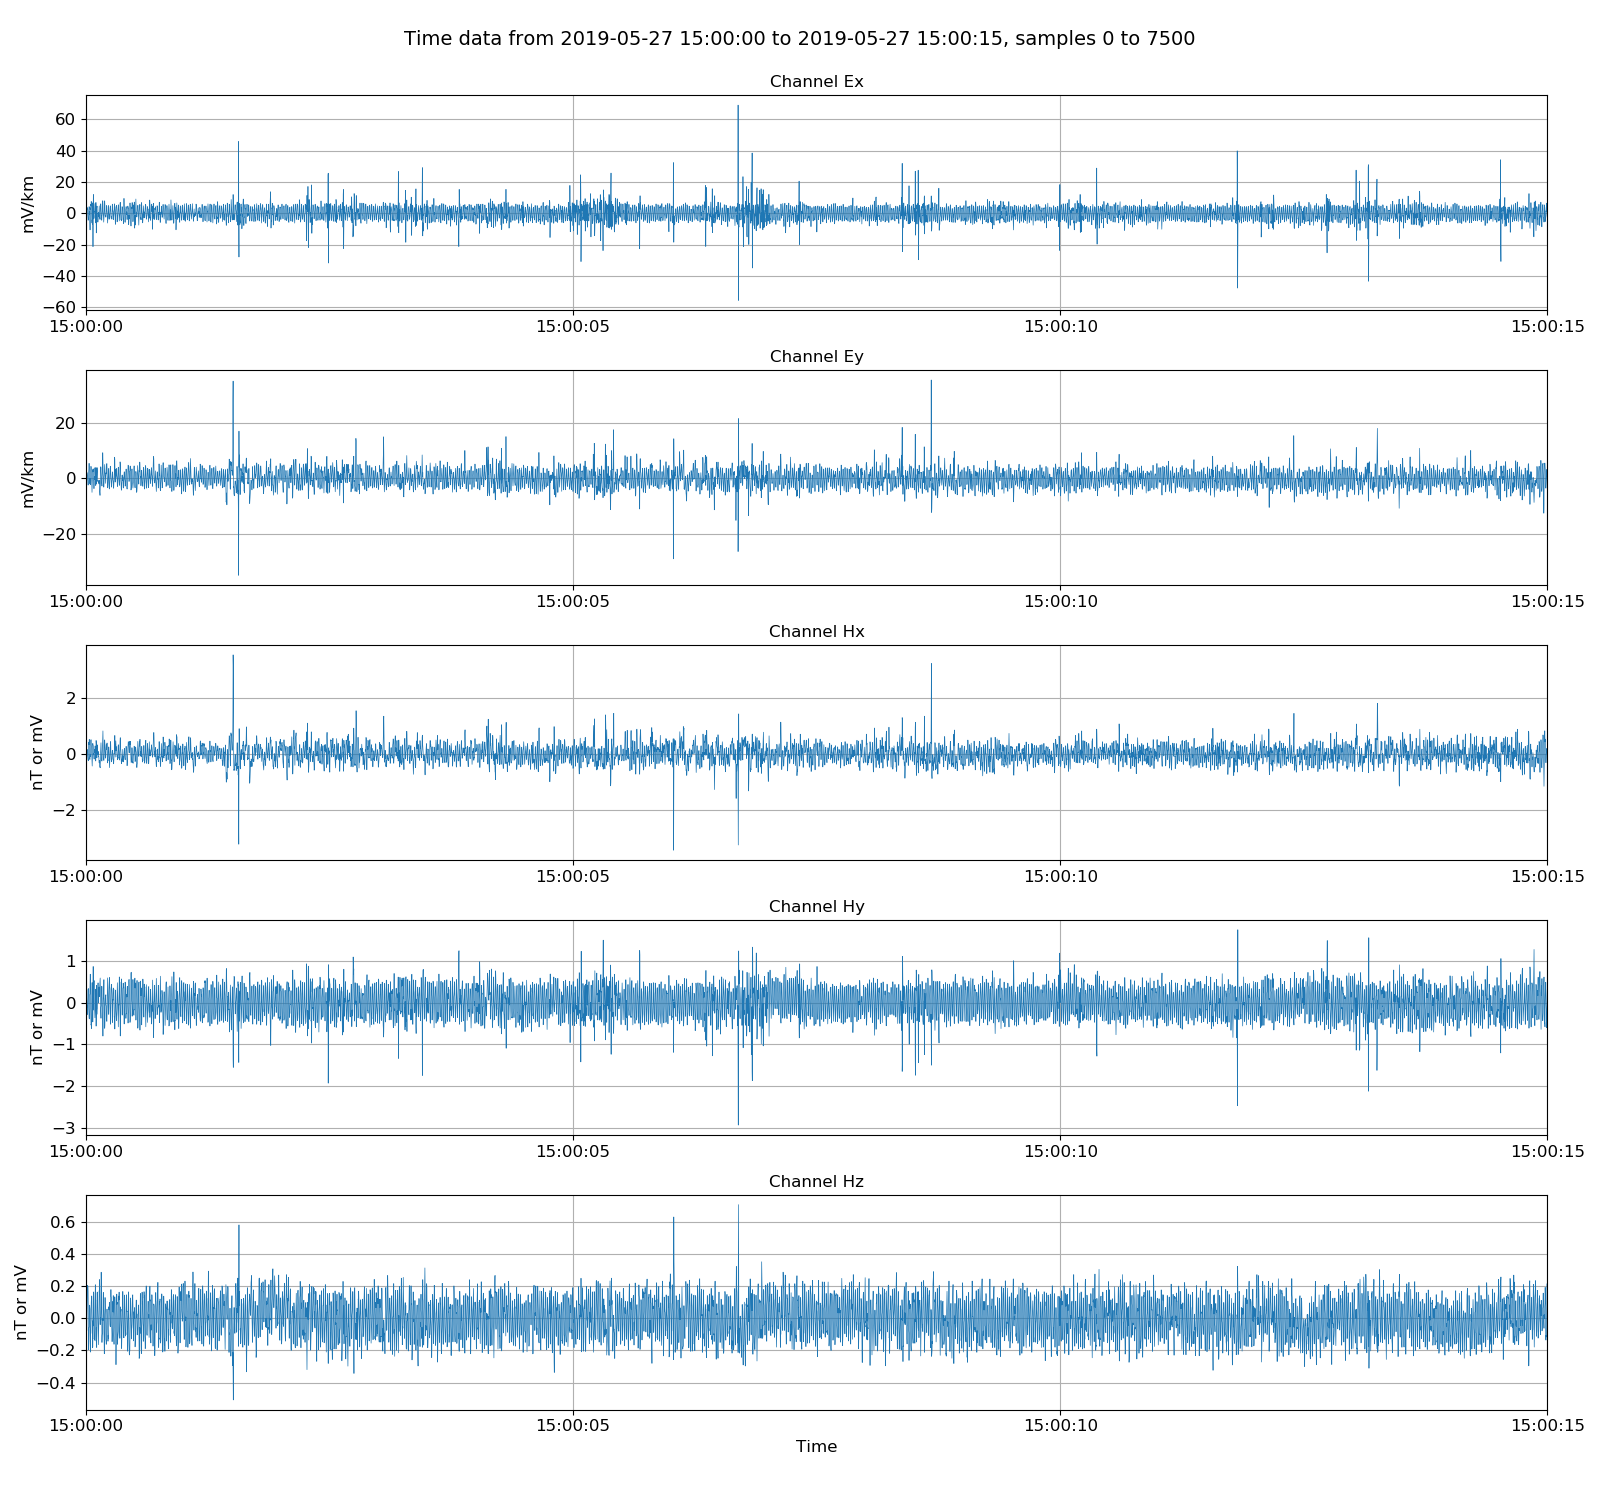 Time data from 2019-05-27 15:00:00 to 2019-05-27 15:00:15, samples 0 to 7500
Channel Ex
mV/km
60
40
20
0
−20
−40
−60
15:00:00 15:00:05 15:00:10 15:00:15
Channel Ey
mV/km
20
0
−20
15:00:00 15:00:05 15:00:10 15:00:15
Channel Hx
nT or mV
2
0
−2
15:00:00 15:00:05 15:00:10 15:00:15
Channel Hy
nT or mV
1
0
−1
−2
−3
15:00:00 15:00:05 15:00:10 15:00:15
Channel Hz
nT or mV
0.6
0.4
0.2
0.0
−0.2
−0.4
15:00:00 15:00:05 15:00:10 15:00:15
Time